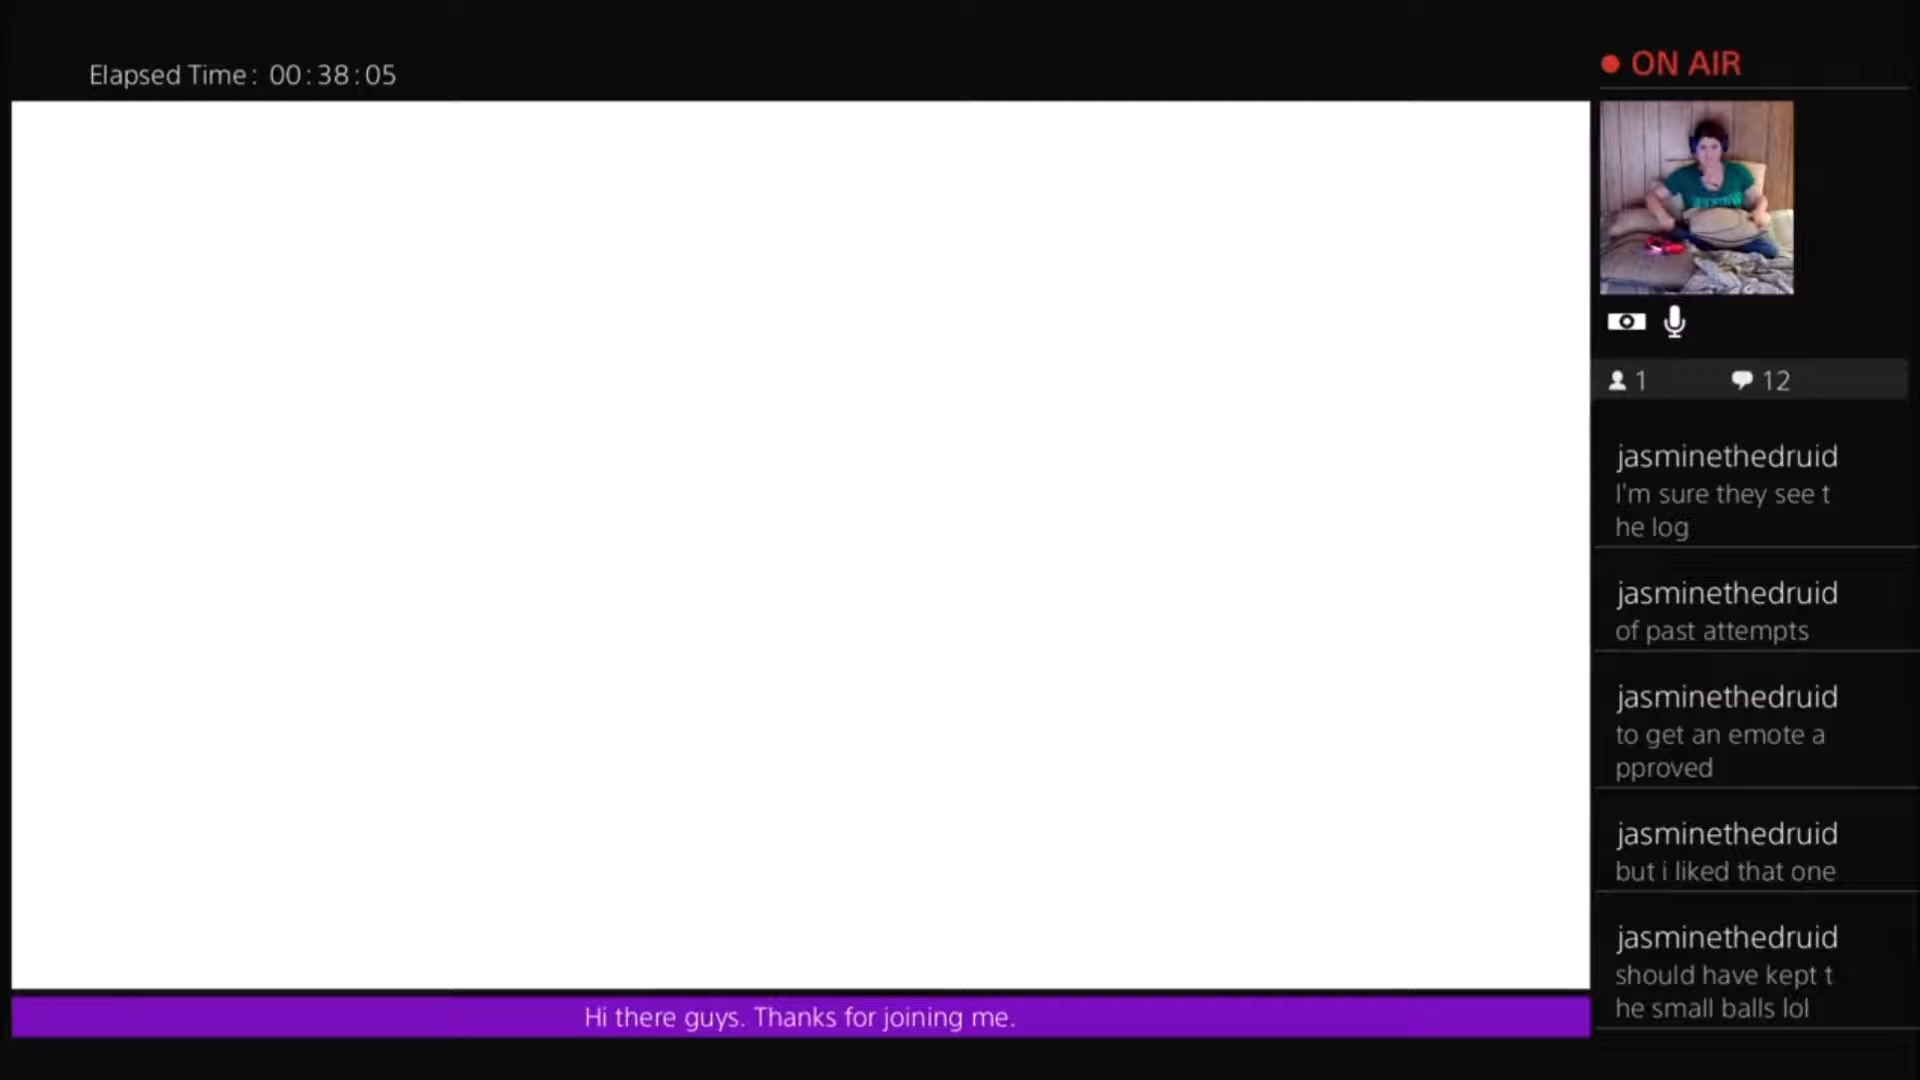 Elapsed Time: 00:38:05
ON AIR
1 12
jasminethedruid
I'm sure they see t
he log
jasminethedruid
of past attempts
jasminethedruid
to get an emote a
pproved
jasminethedruid
but i liked that one
jasminethedruid
should have kept t
he small balls lol
Hi there guys. Thanks for joining me.